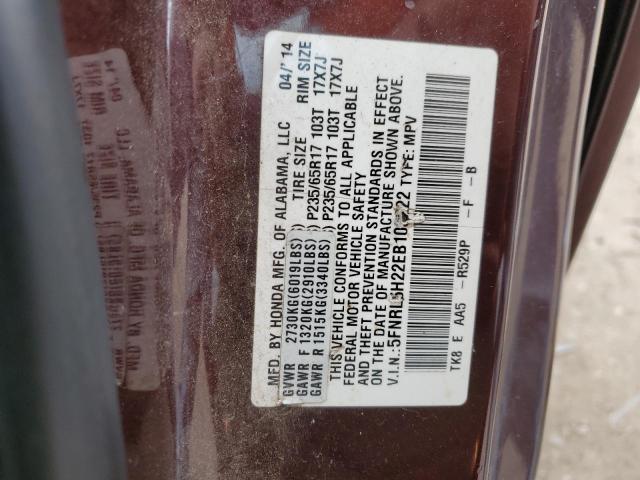 MFD. BY HONDA MFG. OF ALABAMA, LLC 04/'14
TIRE SIZE RIM SIZE
GVWR 2730KG(6019LBS)
GAWR F 1320KG(2910LBS) P235/65R17 103T 17X7J
GAWR R 1515KG(3340LBS) P235/65R17 103T 17X7J
THIS VEHICLE CONFORMS TO ALL APPLICABLE
FEDERAL MOTOR VEHICLE SAFETY
AND THEFT PREVENTION STANDARDS IN EFFECT
ON THE DATE OF MANUFACTURE SHOWN ABOVE.
V.I.N.: TYPE: MPV
TK8 E AA5 - R529P - F - B